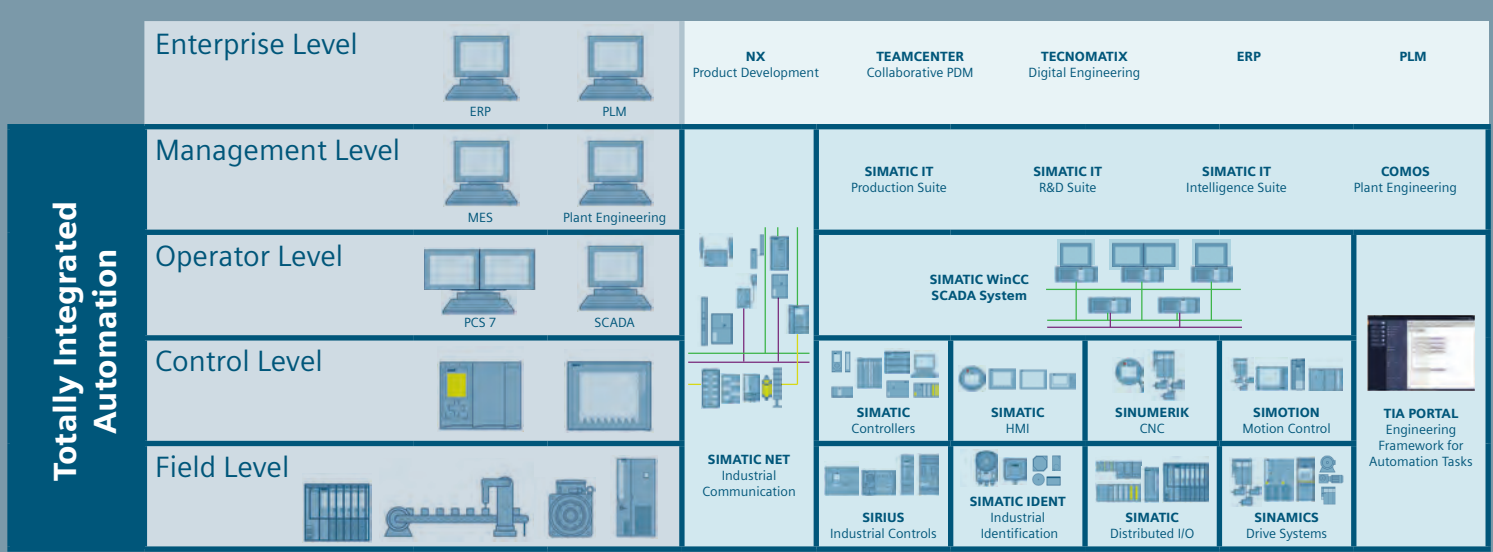 Totally Integrated
Automation
Enterprise Level
ERP
PLM
NX
Product Development
TEAMCENTER
Collaborative PDM
TECNOMATIX
Digital Engineering
ERP
PLM
Management Level
MES
Plant Engineering
SIMATIC IT
Production Suite
SIMATIC IT
R&D Suite
SIMATIC IT
Intelligence Suite
COMOS
Plant Engineering
Operator Level
PCS 7
SCADA
SIMATIC WinCC
SCADA System
Control Level
SIMATIC
Controllers
SIMATIC
HMI
SINUMERIK
CNC
SIMOTION
Motion Control
TIA PORTAL
Engineering
Framework for
Automation Tasks
Field Level
SIMATIC NET
Industrial
Communication
SIRIUS
Industrial Controls
SIMATIC IDENT
Industrial
Identification
SIMATIC
Distributed I/O
SINAMICS
Drive Systems